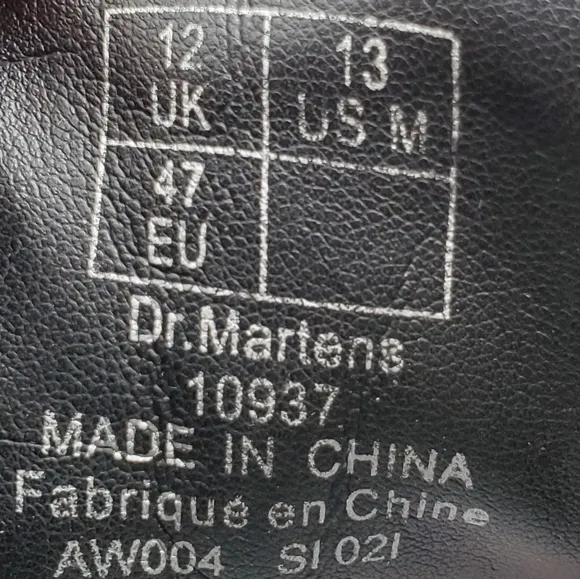 12 13
UK US M
47
EU
Dr.Martens
10937
MADE IN CHINA
Fabriqué en Chine
AW004 SI 02I